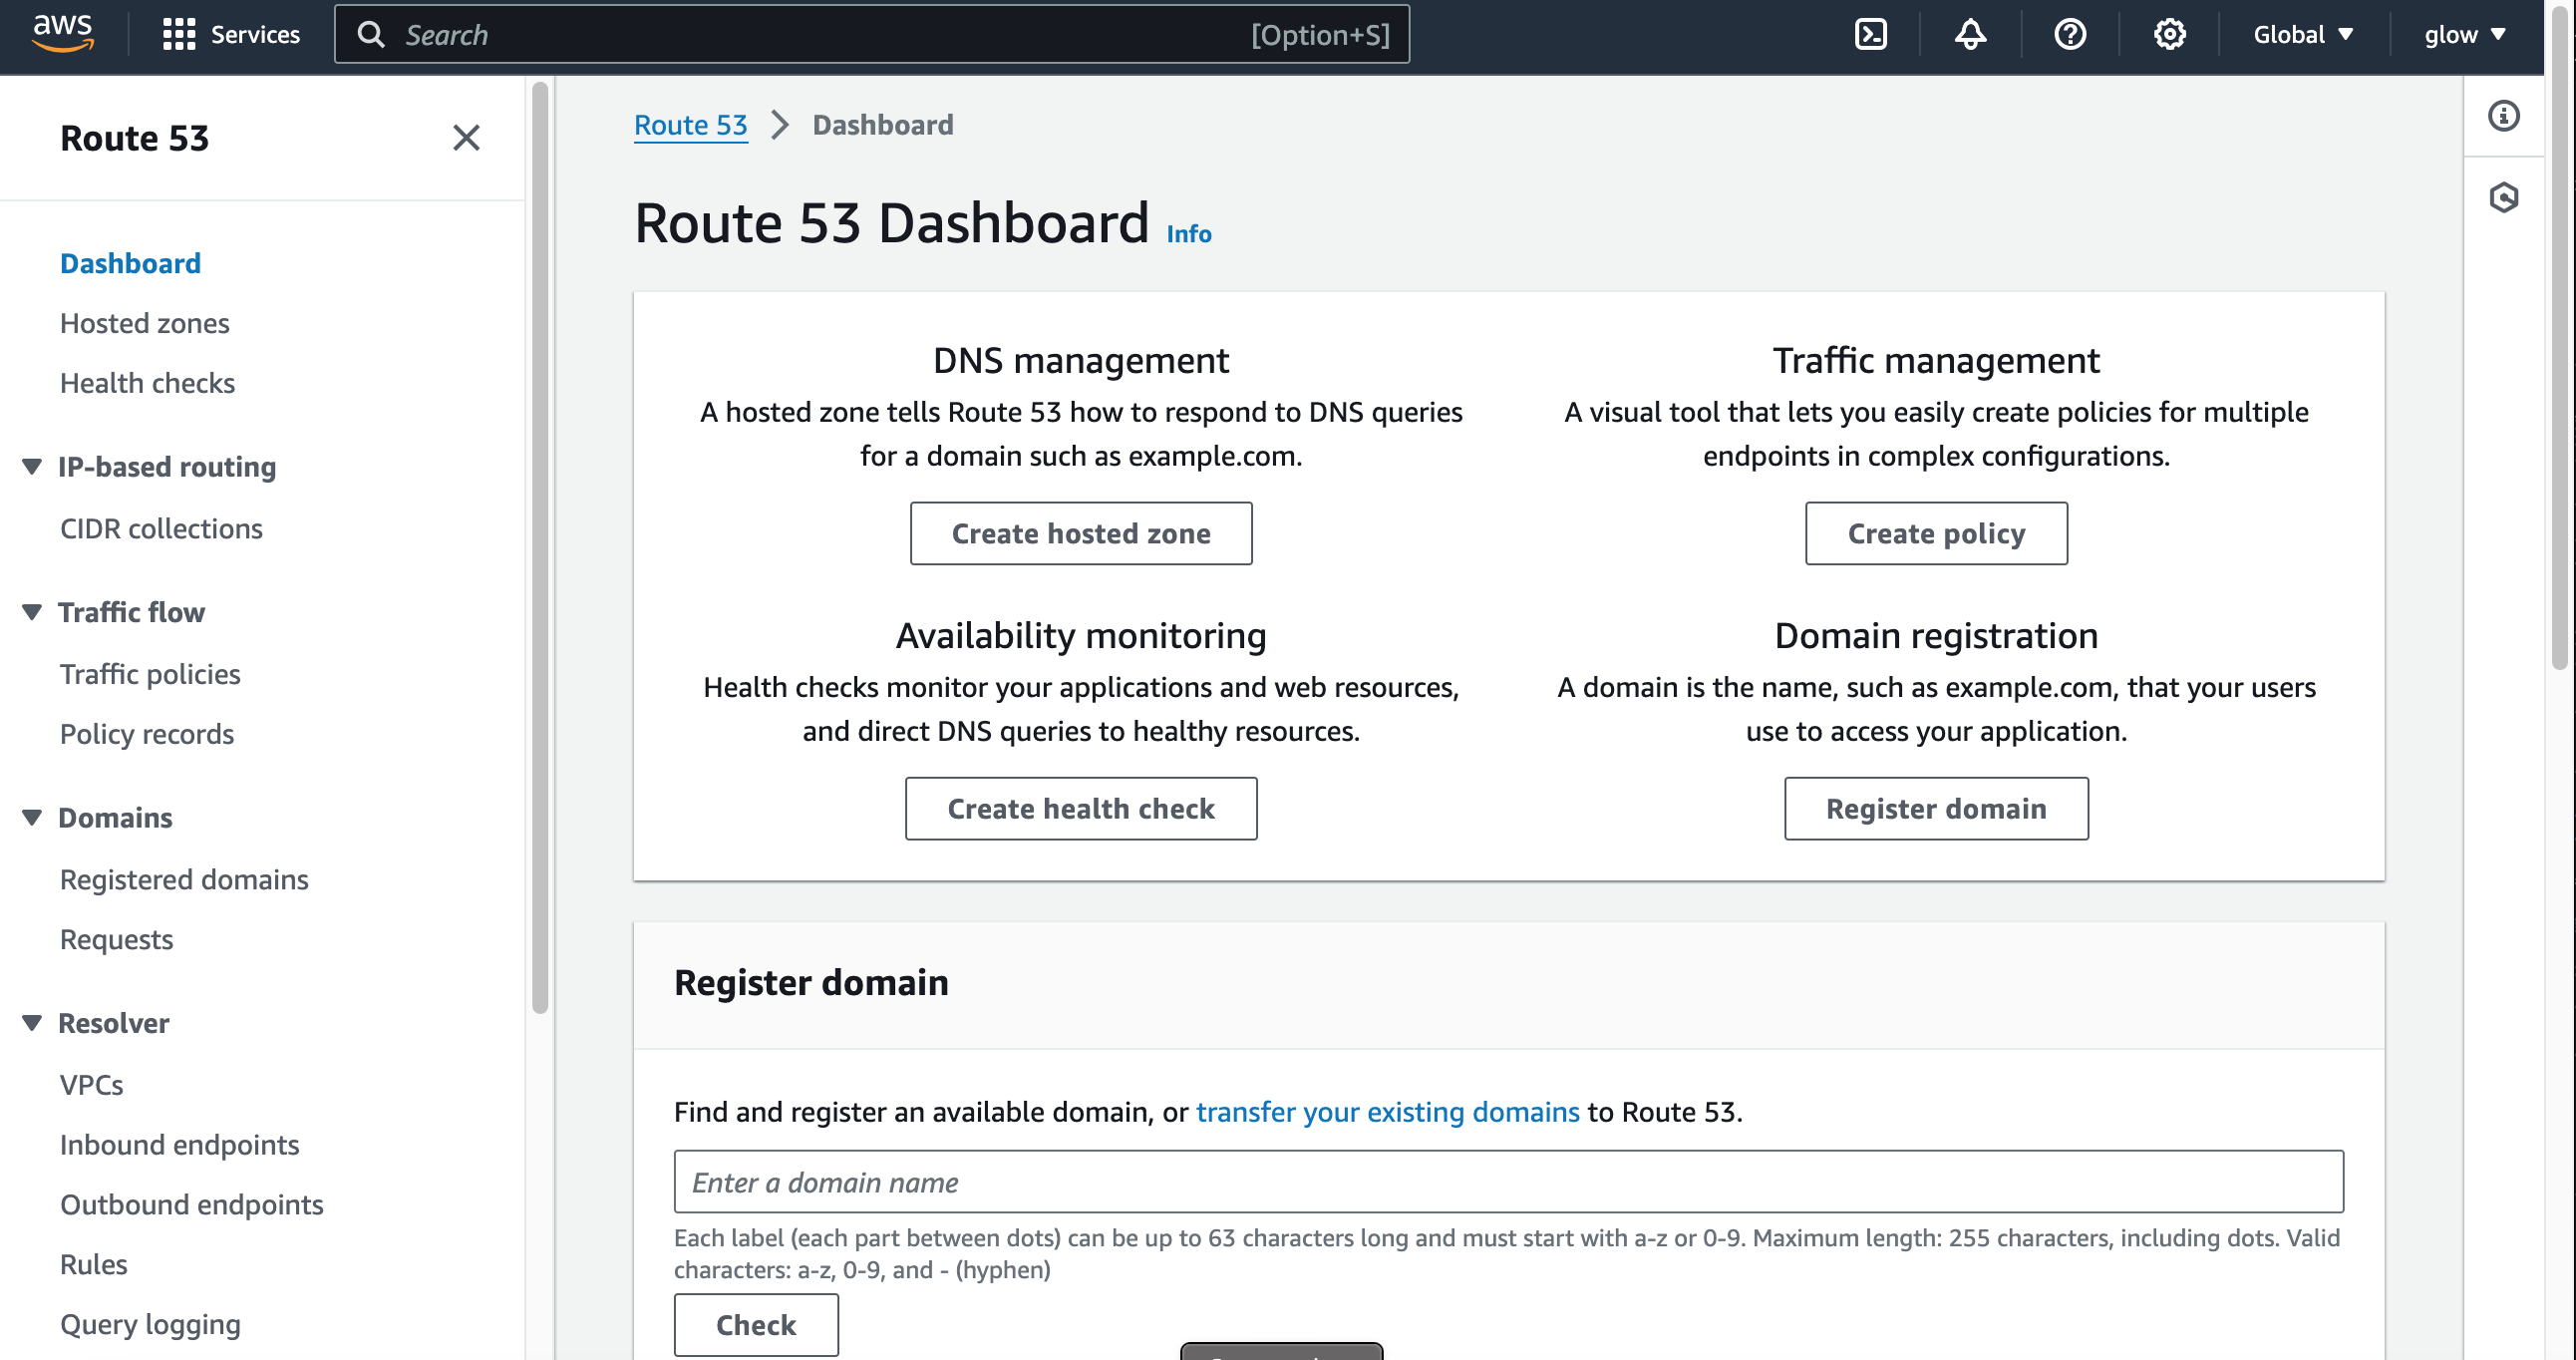 aws
Services
Search
[Option+S]
Global
glow
Route 53
Dashboard
Hosted zones
Health checks
IP-based routing
CIDR collections
Traffic flow
Traffic policies
Policy records
Domains
Registered domains
Requests
Resolver
VPCs
Inbound endpoints
Outbound endpoints
Rules
Query logging
Route 53 > Dashboard
Route 53 Dashboard Info
DNS management
A hosted zone tells Route 53 how to respond to DNS queries
for a domain such as example.com.
Create hosted zone
Traffic management
A visual tool that lets you easily create policies for multiple
endpoints in complex configurations.
Create policy
Availability monitoring
Health checks monitor your applications and web resources,
and direct DNS queries to healthy resources.
Create health check
Domain registration
A domain is the name, such as example.com, that your users
use to access your application.
Register domain
Register domain
Find and register an available domain, or transfer your existing domains to Route 53.
Enter a domain name
Each label (each part between dots) can be up to 63 characters long and must start with a-z or 0-9. Maximum length: 255 characters, including dots. Valid
characters: a-z, 0-9, and - (hyphen)
Check